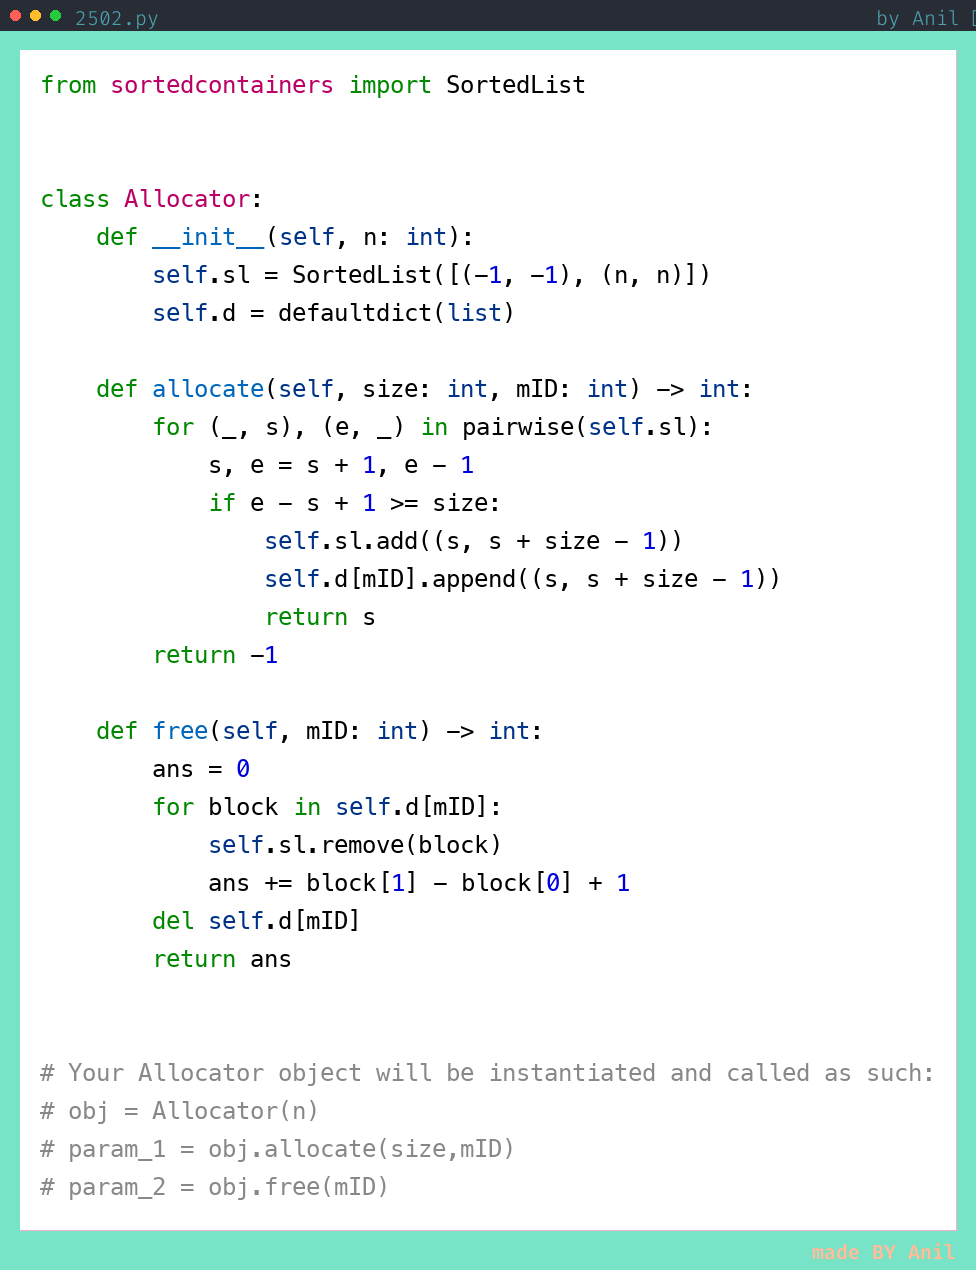 2502.py
by Anil
from sortedcontainers import SortedList
class Allocator:
    def __init__(self, n: int):
        self.sl = SortedList([(-1, -1), (n, n)])
        self.d = defaultdict(list)
    def allocate(self, size: int, mID: int) -> int:
        for (_, s), (e, _) in pairwise(self.sl):
            s, e = s + 1, e - 1
            if e - s + 1 >= size:
                self.sl.add((s, s + size - 1))
                self.d[mID].append((s, s + size - 1))
                return s
        return -1
    def free(self, mID: int) -> int:
        ans = 0
        for block in self.d[mID]:
            self.sl.remove(block)
            ans += block[1] - block[0] + 1
        del self.d[mID]
        return ans
# Your Allocator object will be instantiated and called as such:
# obj = Allocator(n)
# param_1 = obj.allocate(size,mID)
# param_2 = obj.free(mID)
made BY Anil